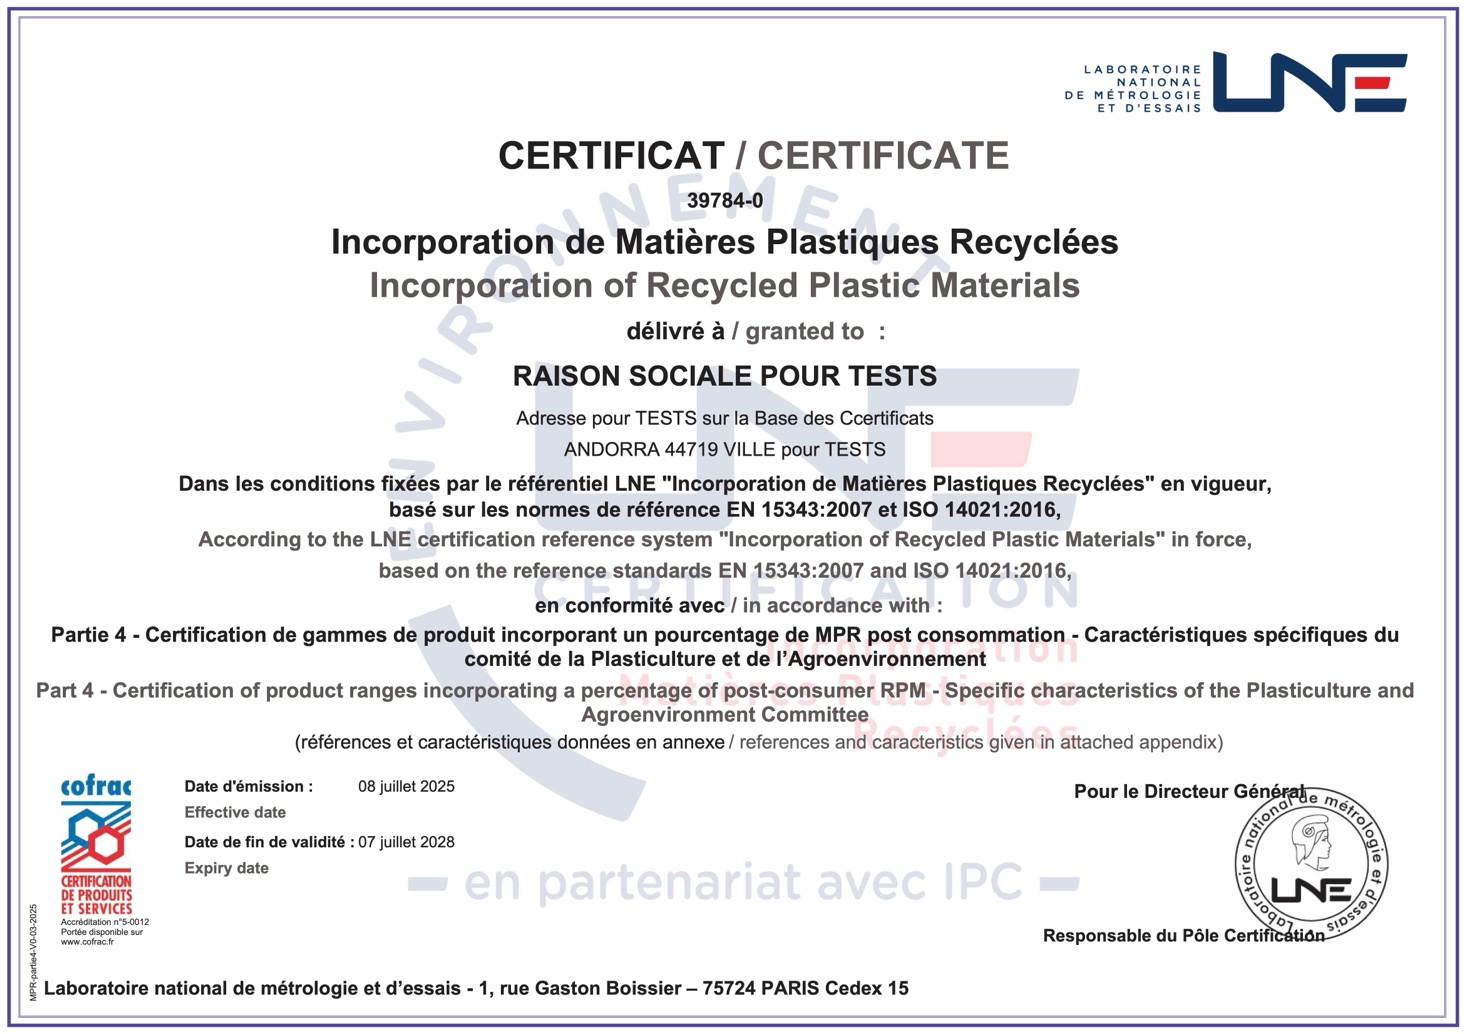 LABORATOIRE
NATIONAL
DE MÉTROLOGIE
ET D'ESSAIS
LNE
CERTIFICAT / CERTIFICATE
39784-0
Incorporation de Matières Plastiques Recyclées
Incorporation of Recycled Plastic Materials
délivré à / granted to :
RAISON SOCIALE POUR TESTS
Adresse pour TESTS sur la Base des Ccertificats
ANDORRA 44719 VILLE pour TESTS
Dans les conditions fixées par le référentiel LNE "Incorporation de Matières Plastiques Recyclées" en vigueur,
basé sur les normes de référence EN 15343:2007 et ISO 14021:2016,
According to the LNE certification reference system "Incorporation of Recycled Plastic Materials" in force,
based on the reference standards EN 15343:2007 and ISO 14021:2016,
en conformité avec / in accordance with :
Partie 4 - Certification de gammes de produit incorporant un pourcentage de MPR post consommation - Caractéristiques spécifiques du
comité de la Plasticulture et de l’Agroenvironnement
Part 4 - Certification of product ranges incorporating a percentage of post-consumer RPM - Specific characteristics of the Plasticulture and
Agroenvironment Committee
(références et caractéristiques données en annexe / references and caracteristics given in attached appendix)
ENVIRONNEMENT
LNE
CERTIFICATION
Incorporation
Matières Plastiques
Recyclées
en partenariat avec IPC
cofrac
CERTIFICATION
DE PRODUITS
ET SERVICES
Accréditation n°5-0012
Portée disponible sur
www.cofrac.fr
Date d'émission : 08 juillet 2025
Effective date
Date de fin de validité : 07 juillet 2028
Expiry date
Pour le Directeur Général
Laboratoire national de métrologie et d'essais
LNE
Responsable du Pôle Certification
MPR-partie4-V0-03-2025
Laboratoire national de métrologie et d’essais - 1, rue Gaston Boissier – 75724 PARIS Cedex 15